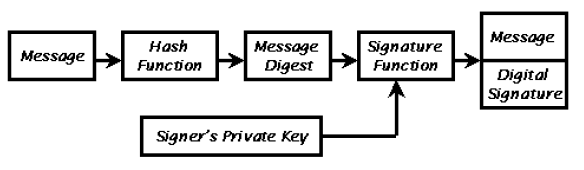 Message
Hash
Function
Message
Digest
Signature
Function
Message
Digital
Signature
Signer's Private Key